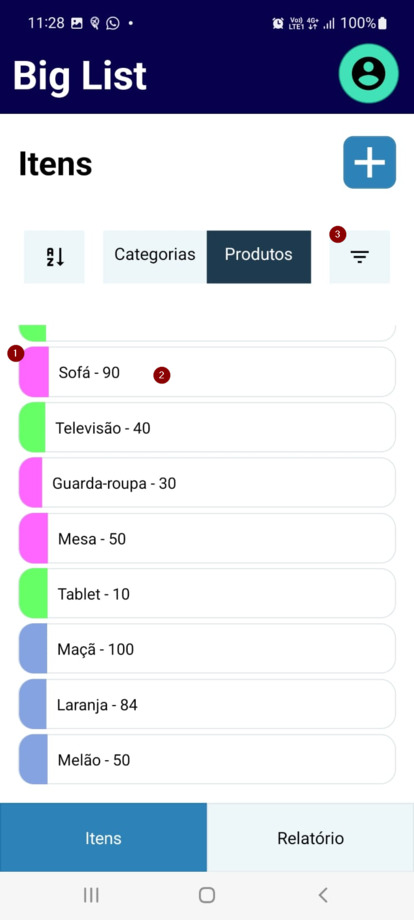 11:28 Vo) 4G+ LTE1 100%
Big List
Itens
3
A Z Categorias Produtos
1
Sofá - 90 2
Televisão - 40
Guarda-roupa - 30
Mesa - 50
Tablet - 10
Maçã - 100
Laranja - 84
Melão - 50
Itens Relatório